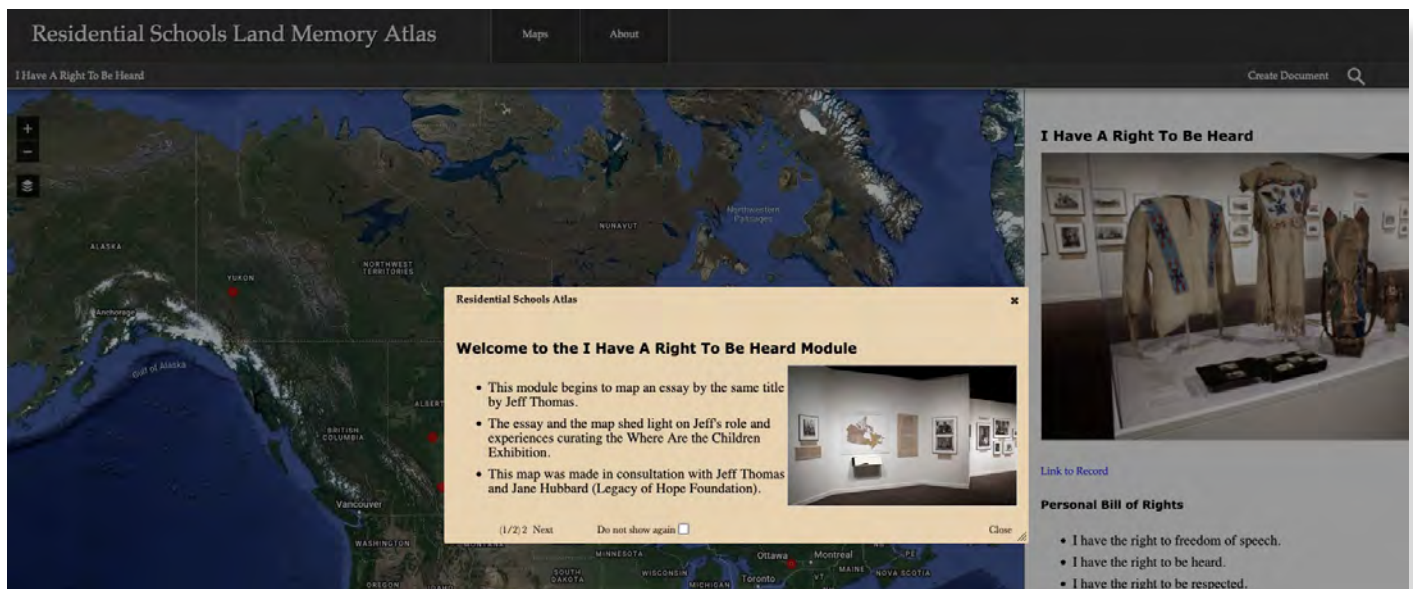 Residential Schools Land Memory Atlas
Maps
About
I Have A Right To Be Heard
Create Document
+
−
NUNAVUT
Northwestern
Passages
ALASKA
NORTHWEST
TERRITORIES
YUKON
Anchorage
Gulf of Alaska
BRITISH
COLUMBIA
Vancouver
WASHINGTON
OREGON
MINNESOTA
SOUTH
DAKOTA
WISCONSIN
MICHIGAN
Ottawa
Montreal
Toronto
VT
MAINE
PE
NOVA SCOTIA
Residential Schools Atlas
Welcome to the I Have A Right To Be Heard Module
• This module begins to map an essay by the same title
by Jeff Thomas.
• The essay and the map shed light on Jeff's role and
experiences curating the Where Are the Children
Exhibition.
• This map was made in consultation with Jeff Thomas
and Jane Hubbard (Legacy of Hope Foundation).
(1/2) 2 Next
Do not show again
Close
I Have A Right To Be Heard
Link to Record
Personal Bill of Rights
• I have the right to freedom of speech.
• I have the right to be heard.
• I have the right to be respected.